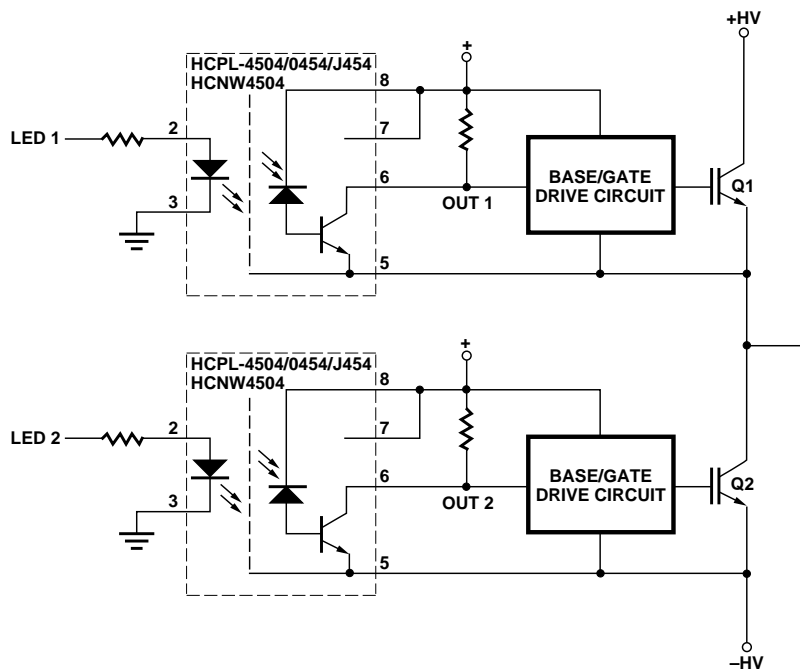 +HV
HCPL-4504/0454/J454
HCNW4504
+
8
LED 1
2
7
BASE/GATE
DRIVE CIRCUIT
6
Q1
3
OUT 1
5
HCPL-4504/0454/J454
HCNW4504
+
8
LED 2
2
7
BASE/GATE
DRIVE CIRCUIT
6
Q2
3
OUT 2
5
–HV